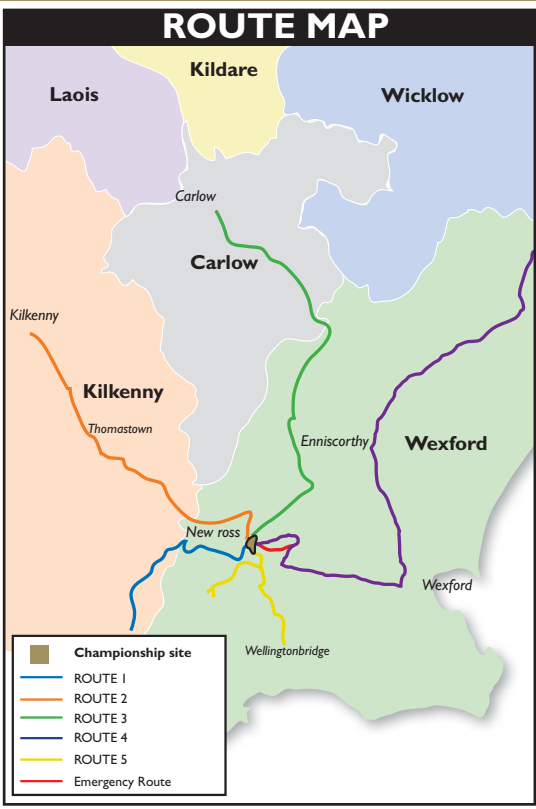 ROUTE MAP
Kildare
Laois
Wicklow
Carlow
Carlow
Kilkenny
Kilkenny
Thomastown
Enniscorthy
Wexford
New ross
Wexford
Wellingtonbridge
Championship site
ROUTE 1
ROUTE 2
ROUTE 3
ROUTE 4
ROUTE 5
Emergency Route